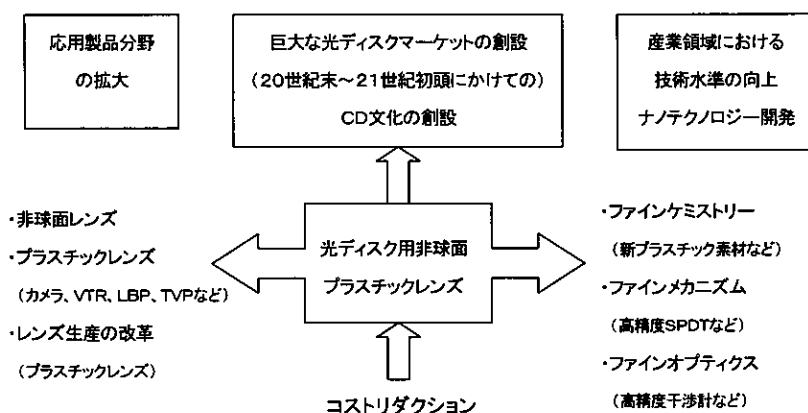 応用製品分野
の拡大
巨大な光ディスクマーケットの創設
(20世紀末～21世紀初頭にかけての)
CD文化の創設
産業領域における
技術水準の向上
ナノテクノロジー開発
・非球面レンズ
・プラスチックレンズ
(カメラ、VTR、LBP、TVPなど)
・レンズ生産の改革
(プラスチックレンズ)
光ディスク用非球面
プラスチックレンズ
・ファインケミストリー
(新プラスチック素材など)
・ファインメカニズム
(高精度SPDTなど)
・ファインオプティクス
(高精度干渉計など)
コストリダクション